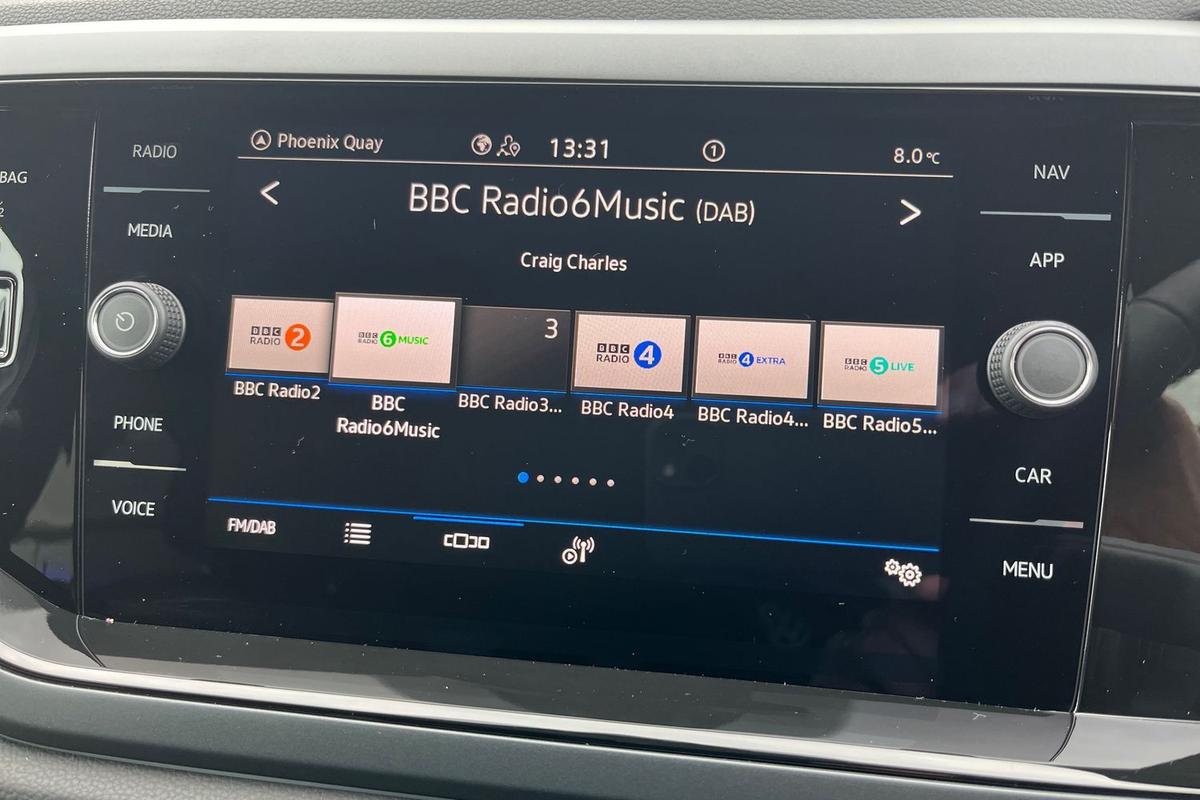 BAG
RADIO
MEDIA
PHONE
VOICE
Phoenix Quay
13:31
1
8.0°C
< BBC Radio6Music (DAB) >
Craig Charles
BBC RADIO 2
BBC RADIO 6 MUSIC
3
BBC RADIO 4
BBC RADIO 4 EXTRA
BBC RADIO 5 LIVE
BBC Radio2
BBC
Radio6Music
BBC Radio3...
BBC Radio4
BBC Radio4...
BBC Radio5...
FM/DAB
NAV
APP
CAR
MENU